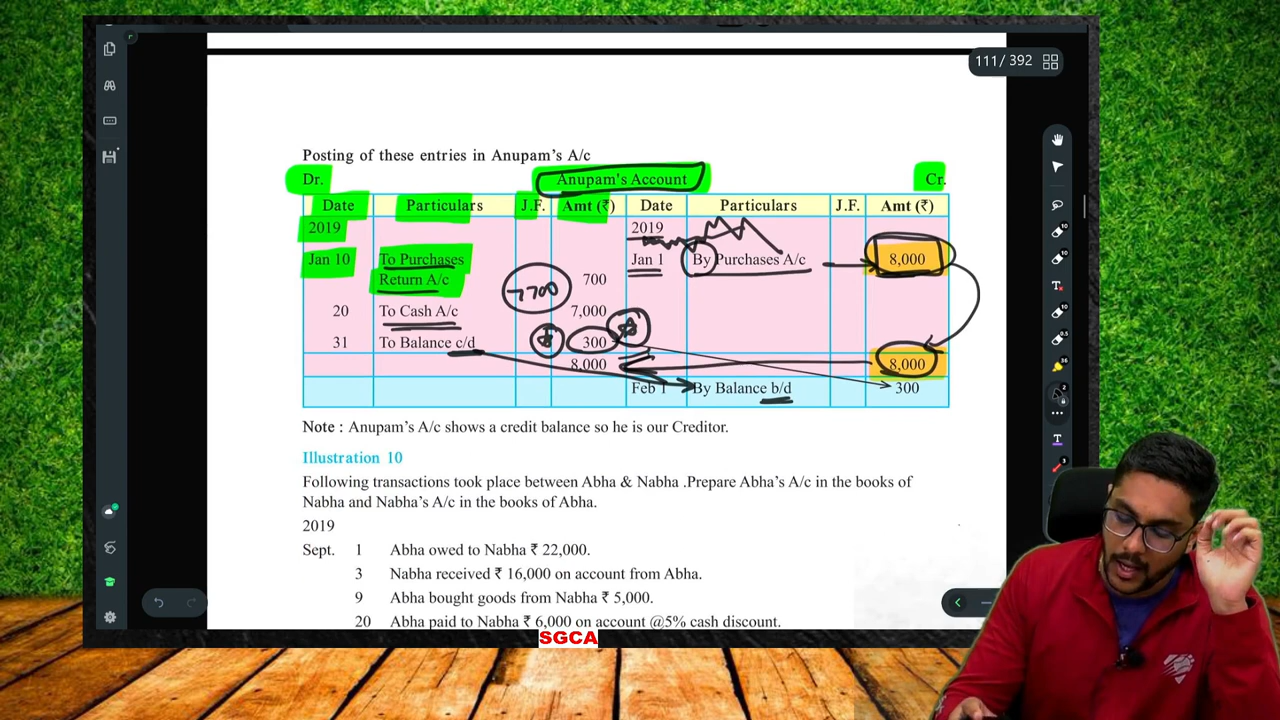 111 / 392
Posting of these entries in Anupam's A/c
Dr. Anupam's Account Cr.
Date Particulars J.F. Amt (₹) Date Particulars J.F. Amt (₹)
2019 2019
Jan 10 To Purchases Jan 1 By Purchases A/c 8,000
Return A/c 700
7700
20 To Cash A/c 7,000
31 To Balance c/d 300
8,000 8,000
Feb 1 By Balance b/d 300
Note : Anupam's A/c shows a credit balance so he is our Creditor.
Illustration 10
Following transactions took place between Abha & Nabha .Prepare Abha's A/c in the books of
Nabha and Nabha's A/c in the books of Abha.
2019
Sept. 1 Abha owed to Nabha ₹ 22,000.
3 Nabha received ₹ 16,000 on account from Abha.
9 Abha bought goods from Nabha ₹ 5,000.
20 Abha paid to Nabha ₹ 6,000 on account @5% cash discount.
SGCA